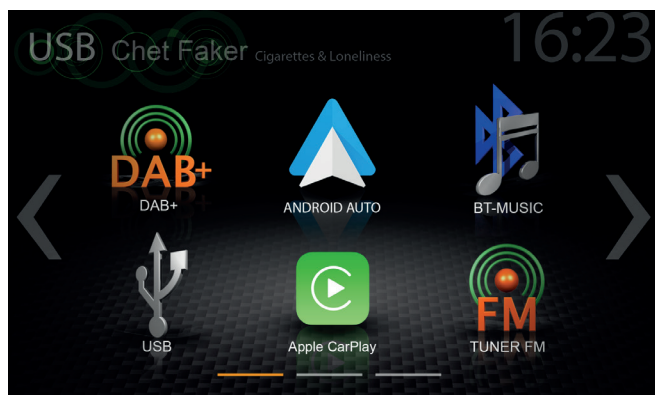 USB Chet Faker Cigarettes & Loneliness
16:23
DAB+
DAB+
ANDROID AUTO
BT-MUSIC
USB
Apple CarPlay
FM
TUNER FM